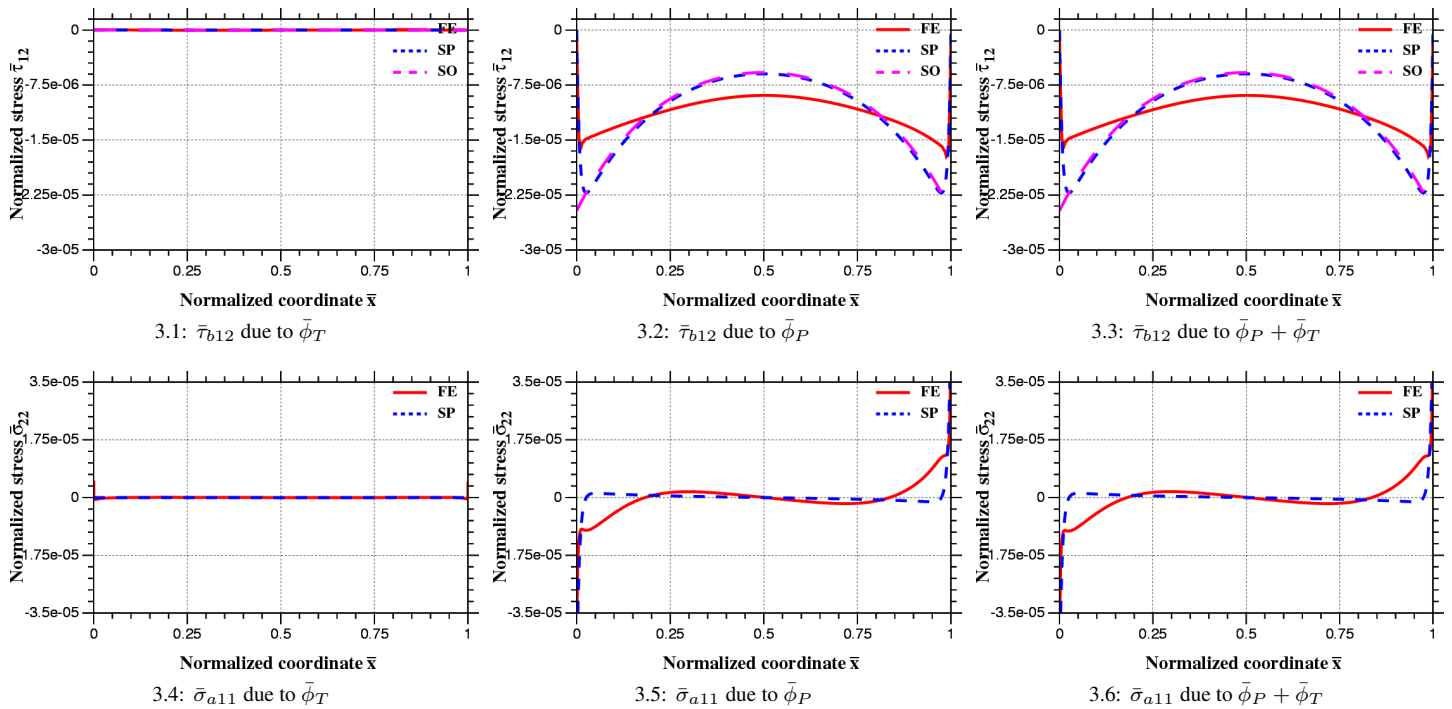 Normalized stress τ̄12
0
-7.5e-06
-1.5e-05
-2.25e-05
-3e-05
FE
SP
SO
0 0.25 0.5 0.75 1
Normalized coordinate x̄
3.1: τ̄b12 due to ϕ̄T
Normalized stress τ̄12
0
-7.5e-06
-1.5e-05
-2.25e-05
-3e-05
FE
SP
SO
0 0.25 0.5 0.75 1
Normalized coordinate x̄
3.2: τ̄b12 due to ϕ̄P
Normalized stress τ̄12
0
-7.5e-06
-1.5e-05
-2.25e-05
-3e-05
FE
SP
SO
0 0.25 0.5 0.75 1
Normalized coordinate x̄
3.3: τ̄b12 due to ϕ̄P + ϕ̄T
Normalized stress σ̄22
3.5e-05
1.75e-05
0
-1.75e-05
-3.5e-05
FE
SP
0 0.25 0.5 0.75 1
Normalized coordinate x̄
3.4: σ̄a11 due to ϕ̄T
Normalized stress σ̄22
3.5e-05
1.75e-05
0
-1.75e-05
-3.5e-05
FE
SP
0 0.25 0.5 0.75 1
Normalized coordinate x̄
3.5: σ̄a11 due to ϕ̄P
Normalized stress σ̄22
3.5e-05
1.75e-05
0
-1.75e-05
-3.5e-05
FE
SP
0 0.25 0.5 0.75 1
Normalized coordinate x̄
3.6: σ̄a11 due to ϕ̄P + ϕ̄T